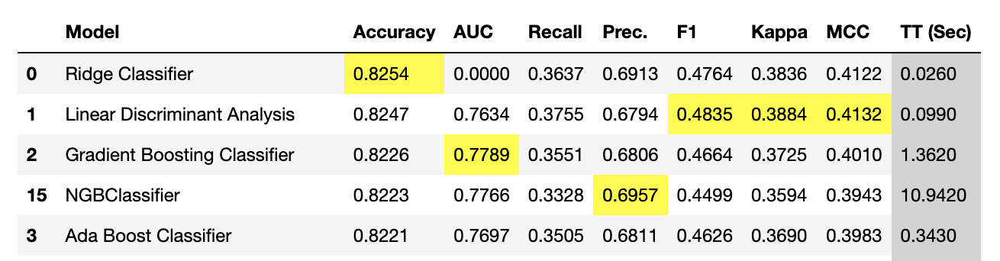 Model Accuracy AUC Recall Prec. F1 Kappa MCC TT (Sec)
0 Ridge Classifier 0.8254 0.0000 0.3637 0.6913 0.4764 0.3836 0.4122 0.0260
1 Linear Discriminant Analysis 0.8247 0.7634 0.3755 0.6794 0.4835 0.3884 0.4132 0.0990
2 Gradient Boosting Classifier 0.8226 0.7789 0.3551 0.6806 0.4664 0.3725 0.4010 1.3620
15 NGBClassifier 0.8223 0.7766 0.3328 0.6957 0.4499 0.3594 0.3943 10.9420
3 Ada Boost Classifier 0.8221 0.7697 0.3505 0.6811 0.4626 0.3690 0.3983 0.3430